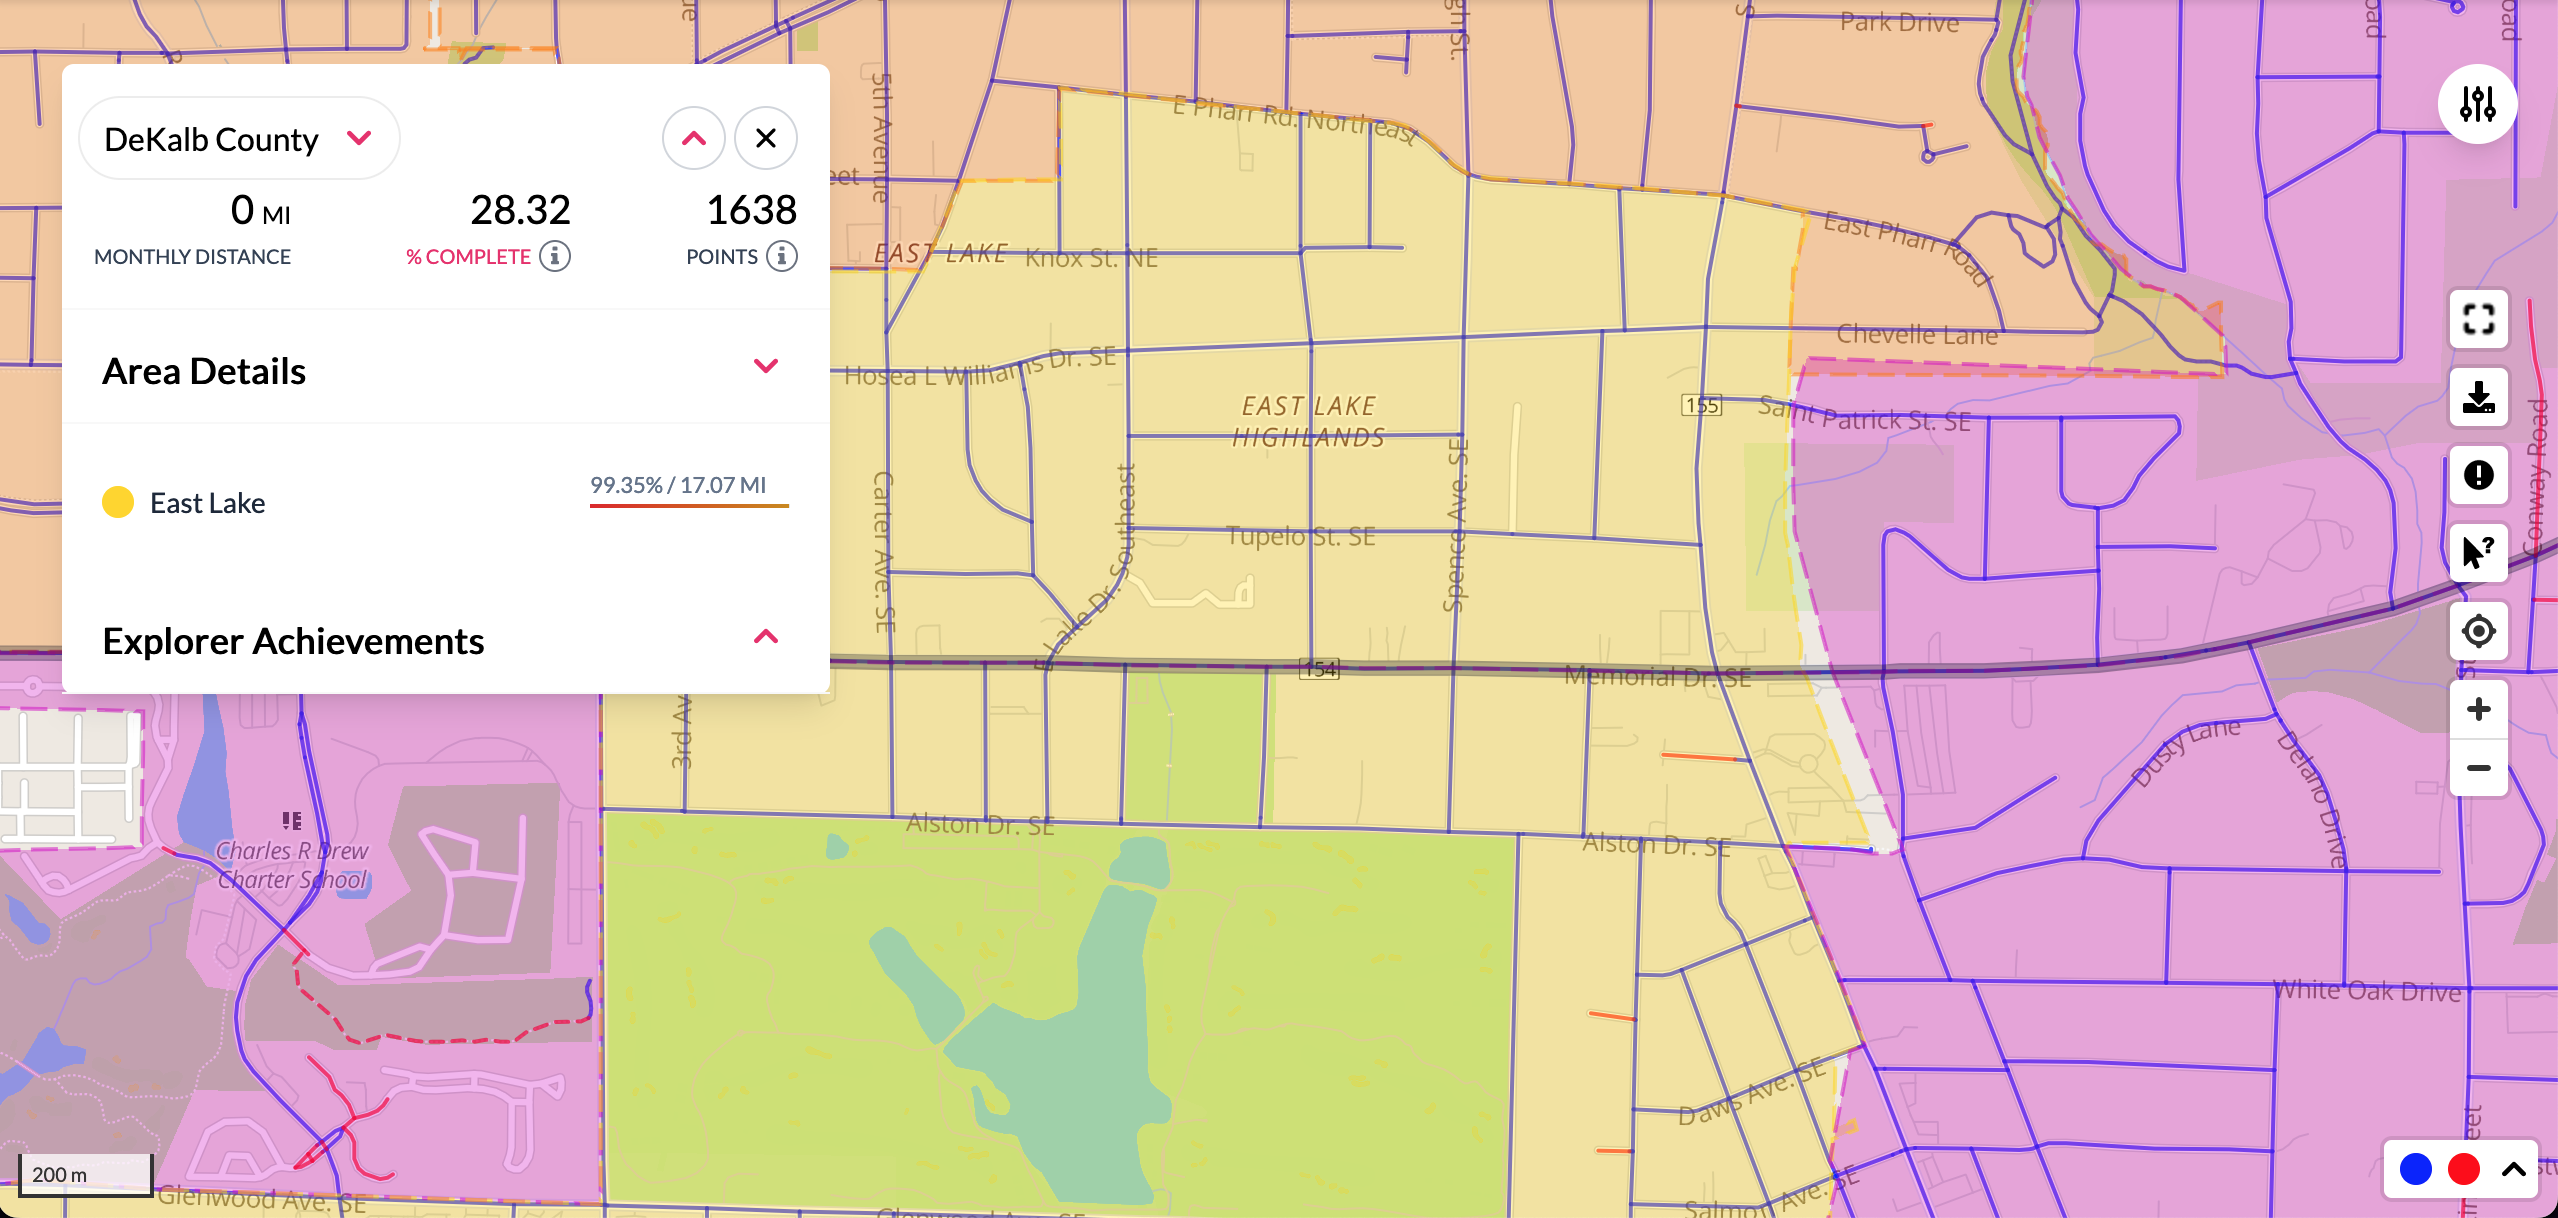 DeKalb County
0 MI
28.32
1638
MONTHLY DISTANCE
% COMPLETE
POINTS
Area Details
East Lake
99.35% / 17.07 MI
Explorer Achievements
Park Drive
5th Avenue
E Pharr Rd. Northeast
East Pharr Road
EAST LAKE
Knox St. NE
Chevelle Lane
Hosea L Williams Dr. SE
EAST LAKE
HIGHLANDS
155
Saint Patrick St. SE
Conway Road
Carter Ave. SE
E Lake Dr. Southeast
Spence Ave. SE
Tupelo St. SE
154
Memorial Dr. SE
3rd Av
Dusty Lane
Delano Drive
Alston Dr. SE
Alston Dr. SE
Charles R Drew
Charter School
White Oak Drive
Daws Ave. SE
200 m
Glenwood Ave. SE